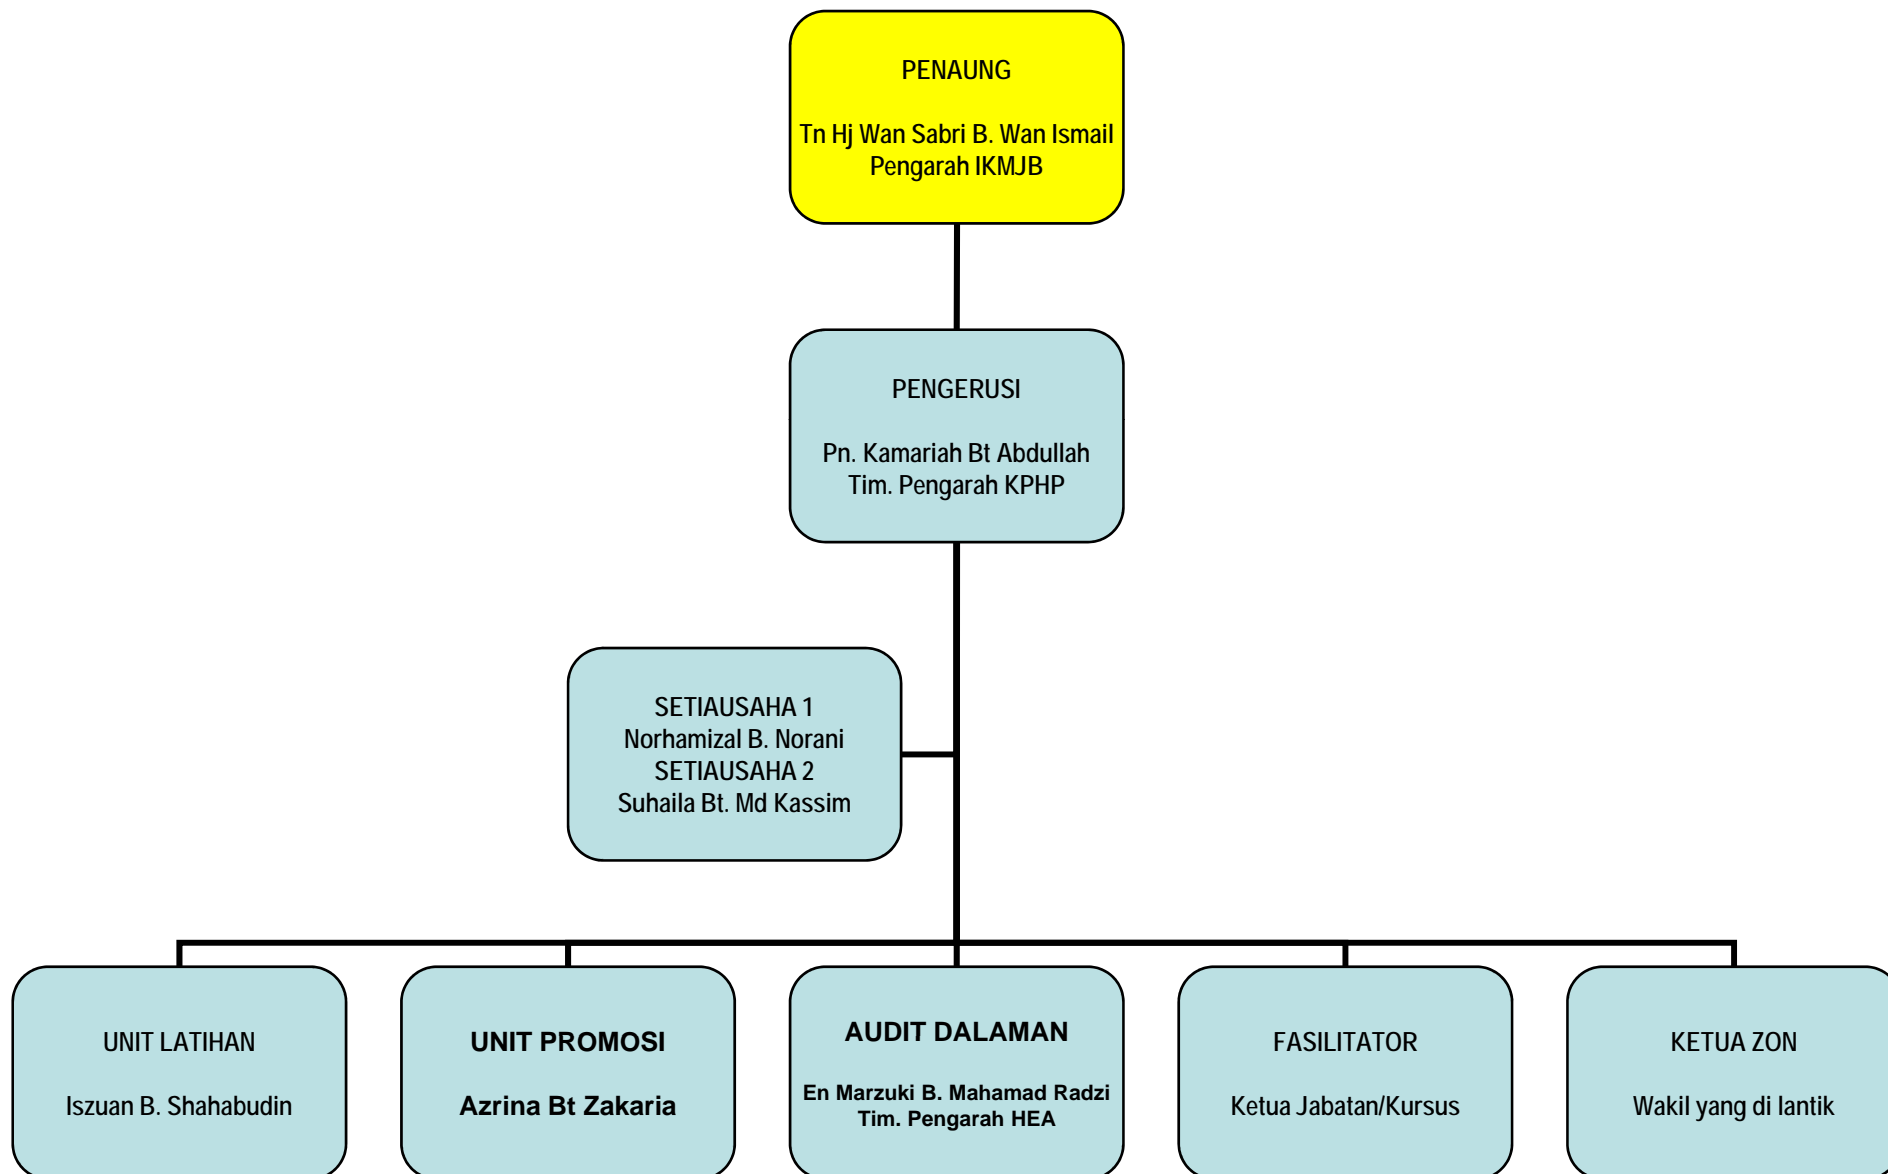 PENAUNG
Tn Hj Wan Sabri B. Wan Ismail
Pengarah IKMJB
PENGERUSI
Pn. Kamariah Bt Abdullah
Tim. Pengarah KPHP
SETIAUSAHA 1
Norhamizal B. Norani
SETIAUSAHA 2
Suhaila Bt. Md Kassim
UNIT LATIHAN
Iszuan B. Shahabudin
UNIT PROMOSI
Azrina Bt Zakaria
AUDIT DALAMAN
En Marzuki B. Mahamad Radzi
Tim. Pengarah HEA
FASILITATOR
Ketua Jabatan/Kursus
KETUA ZON
Wakil yang di lantik